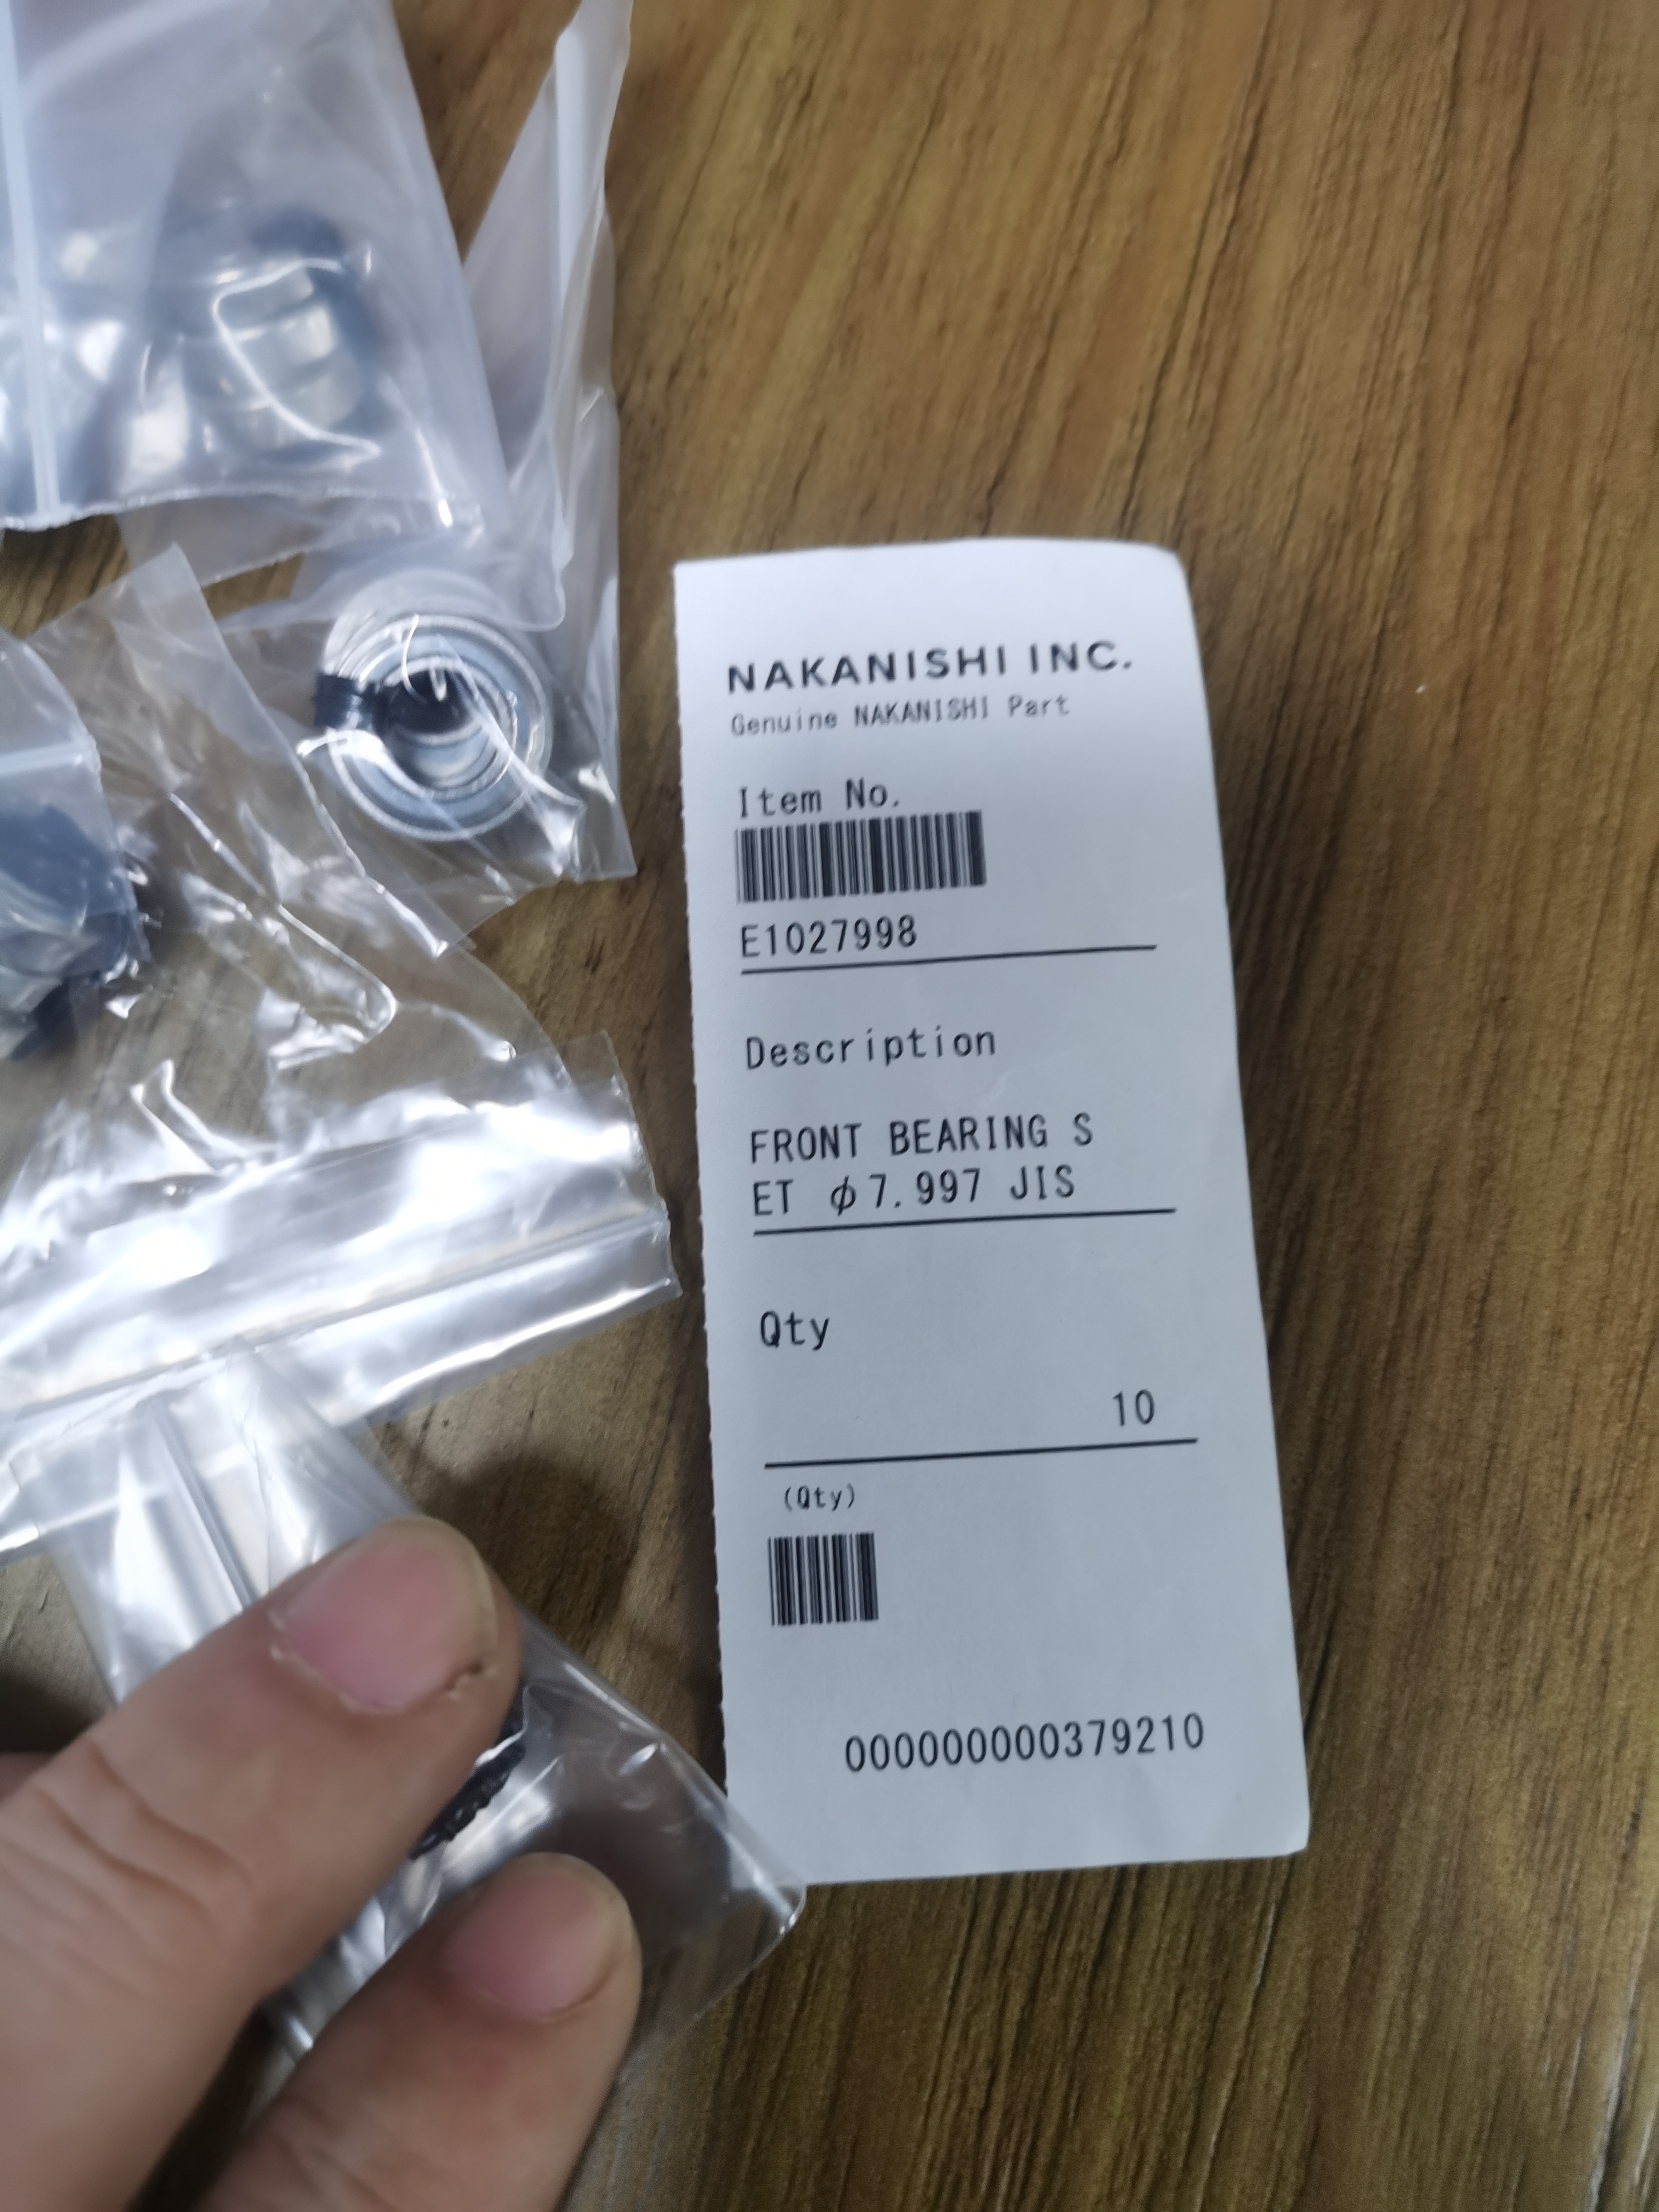 NAKANISHI INC.
Genuine NAKANISHI Part
Item No.
E1027998
Description
FRONT BEARING S
ET φ7.997 JIS
Qty
10
(Qty)
000000000379210